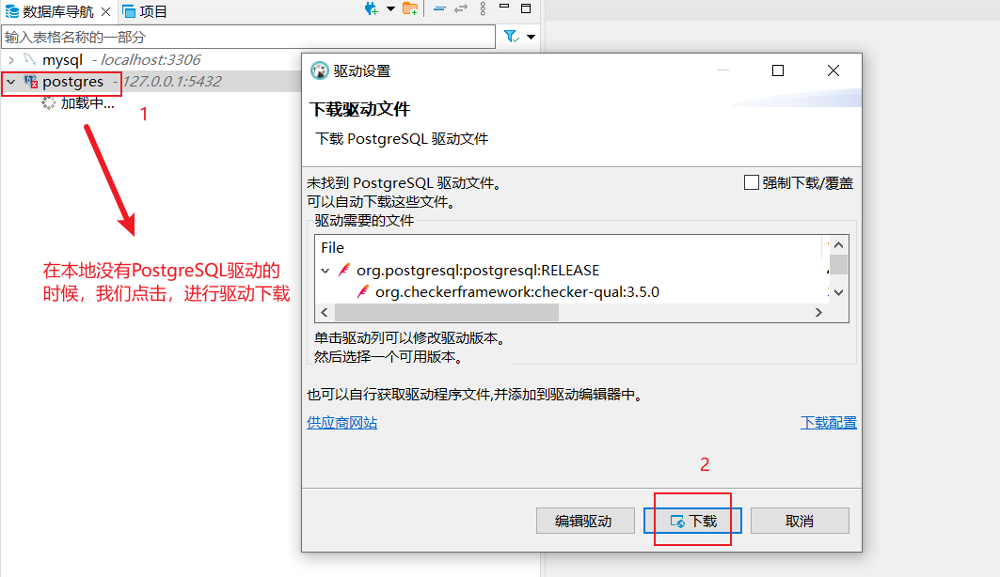 数据库导航
项目
输入表格名称的一部分
mysql - localhost:3306
postgres - 127.0.0.1:5432
加载中...
1
在本地没有PostgreSQL驱动的
时候，我们点击，进行驱动下载
驱动设置
下载驱动文件
下载 PostgreSQL 驱动文件
未找到 PostgreSQL 驱动文件。
可以自动下载这些文件。
强制下载/覆盖
驱动需要的文件
File
org.postgresql:postgresql:RELEASE
org.checkerframework:checker-qual:3.5.0
单击驱动列可以修改驱动版本。
然后选择一个可用版本。
也可以自行获取驱动程序文件,并添加到驱动编辑器中。
供应商网站
下载配置
2
编辑驱动
下载
取消